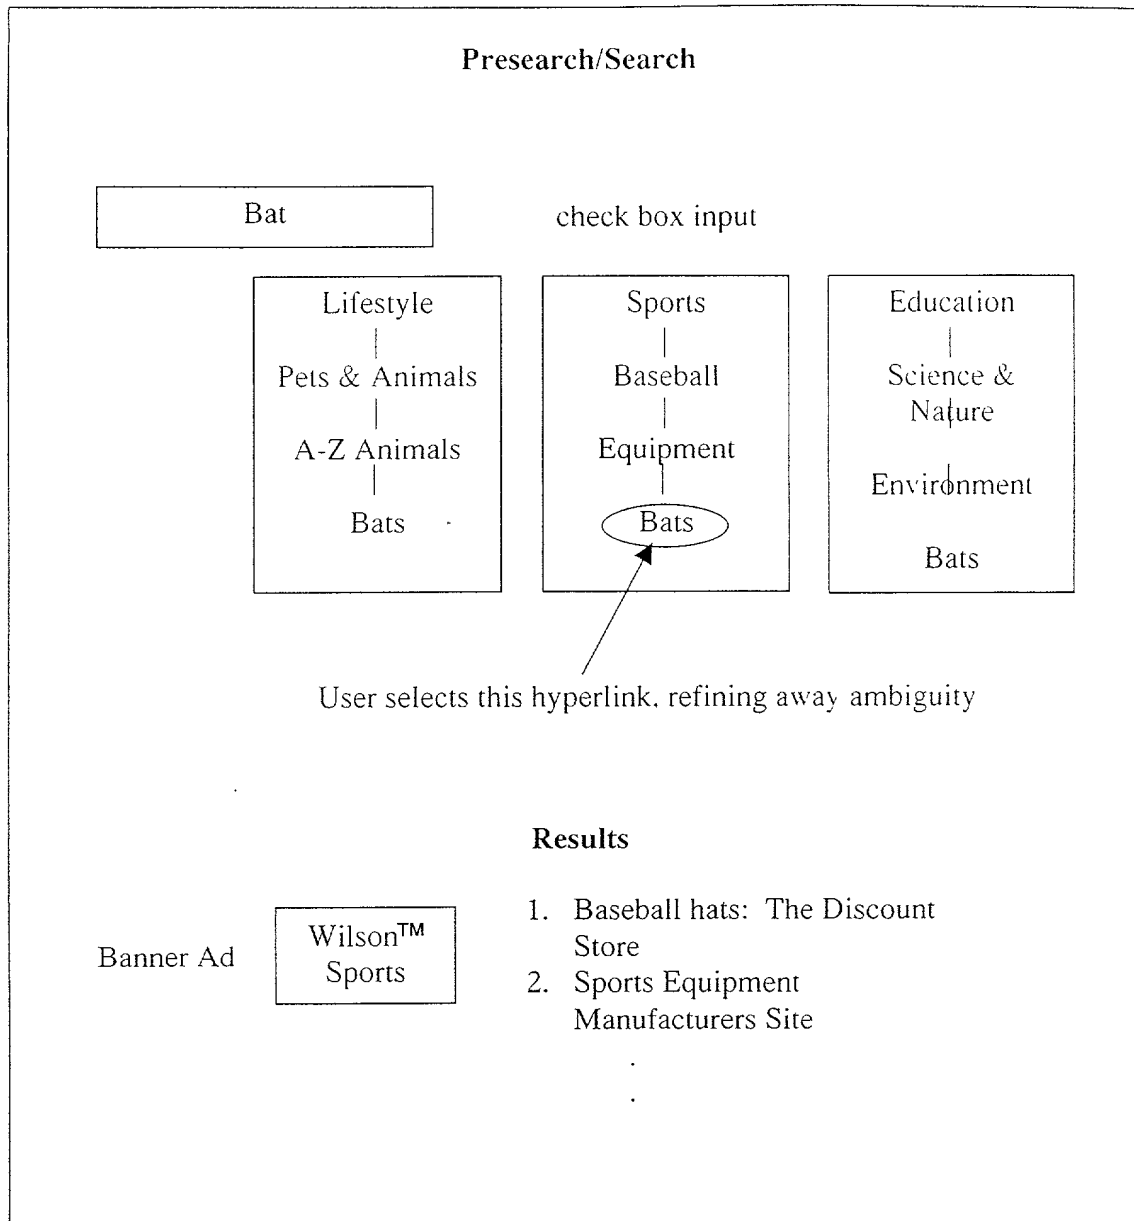 Presearch/Search
Bat
check box input
Lifestyle
Pets & Animals
A-Z Animals
Bats
Sports
Baseball
Equipment
Bats
Education
Science &
Nature
Environment
Bats
User selects this hyperlink, refining away ambiguity
Results
Banner Ad
Wilson™
Sports
1. Baseball hats: The Discount
Store
2. Sports Equipment
Manufacturers Site
.
.